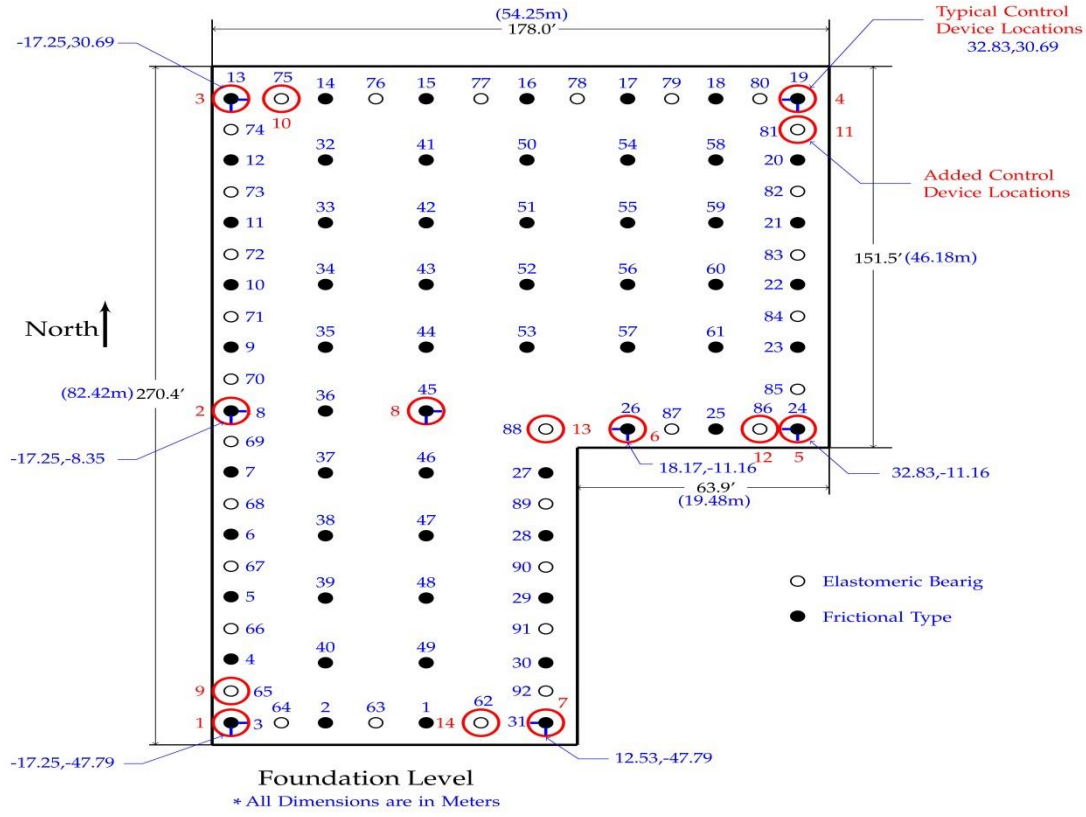 (54.25m)
178.0′
Typical Control
Device Locations
32.83,30.69
-17.25,30.69
13 75 14 76 15 77 16 78 17 79 18 80 19
3 4
10
74 81 11
32 41 50 54 58
12 20
Added Control
Device Locations
73 82
33 42 51 55 59
11 21
72 83
151.5′ (46.18m)
34 43 52 56 60
10 22
71 84
North
35 44 53 57 61
9 23
70 85
(82.42m) 270.4′
45
2 8 36 8
26 87 25 86 24
88 13 6 12 5
69
-17.25,-8.35
37 46
7 27
18.17,-11.16
32.83,-11.16
63.9′
(19.48m)
68 89
38 47
6 28
67 90
Elastomeric Bearig
39 48
5 29
Frictional Type
66 91
40 49
4 30
9 65 92
64 2 63 1 62 7
1 3 14 31
-17.25,-47.79
12.53,-47.79
Foundation Level
* All Dimensions are in Meters